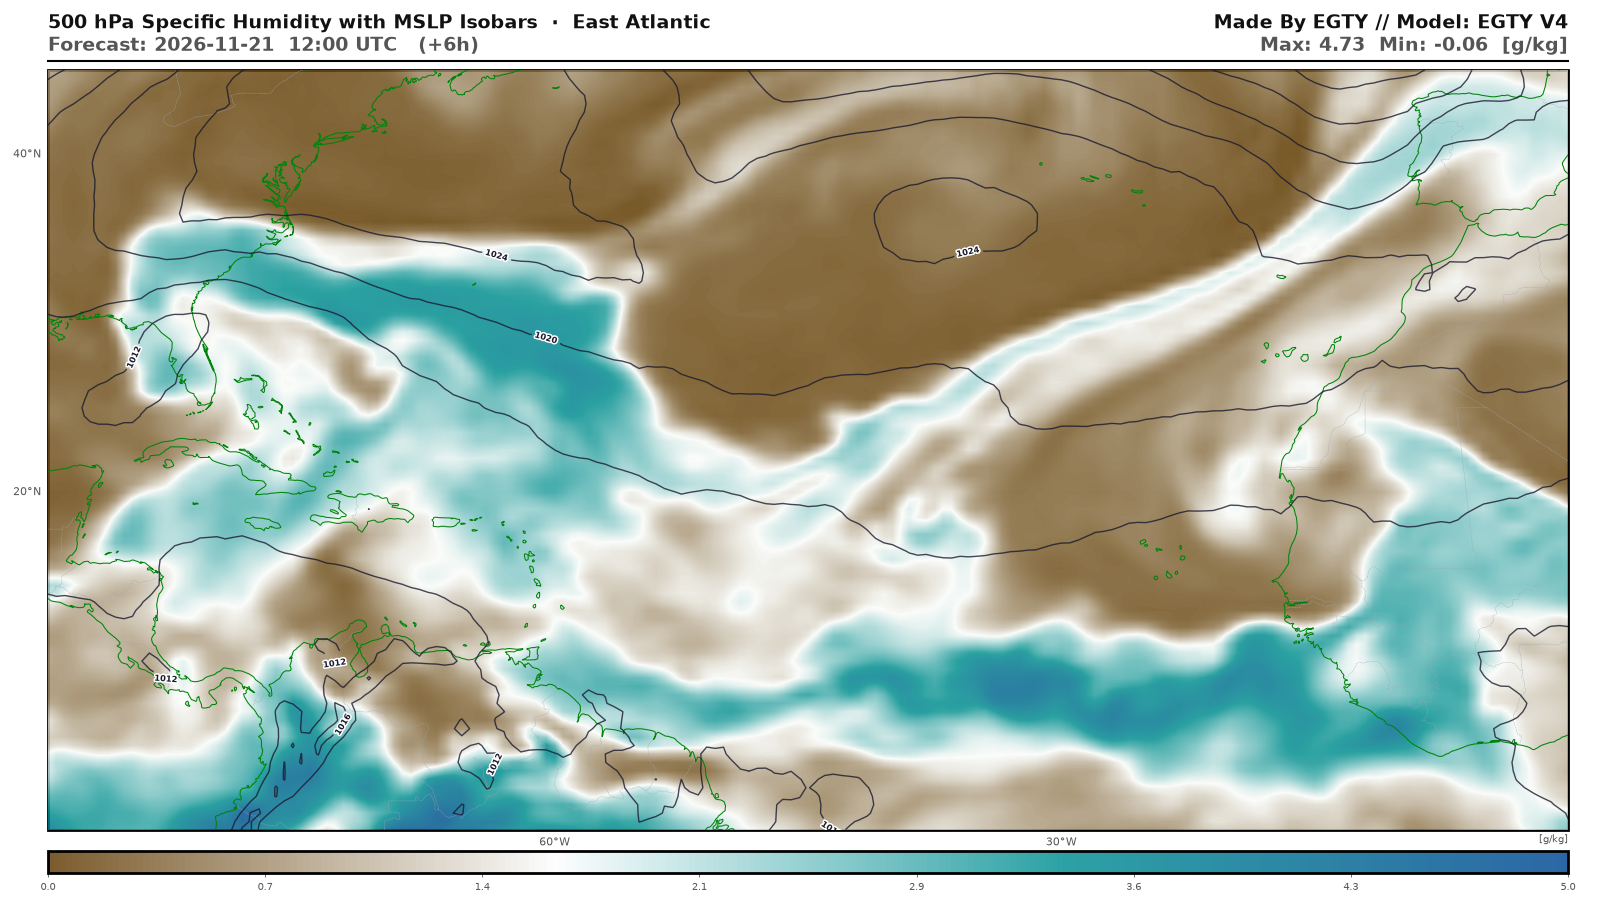 500 hPa Specific Humidity with MSLP Isobars · East Atlantic
Made By EGTY // Model: EGTY V4
Forecast: 2026-11-21 12:00 UTC (+6h)
Max: 4.73 Min: -0.06 [g/kg]
40°N
1024
1024
1020
1012
20°N
1012
1012
1016
1012
60°W
30°W
[g/kg]
0.0 0.7 1.4 2.1 2.9 3.6 4.3 5.0